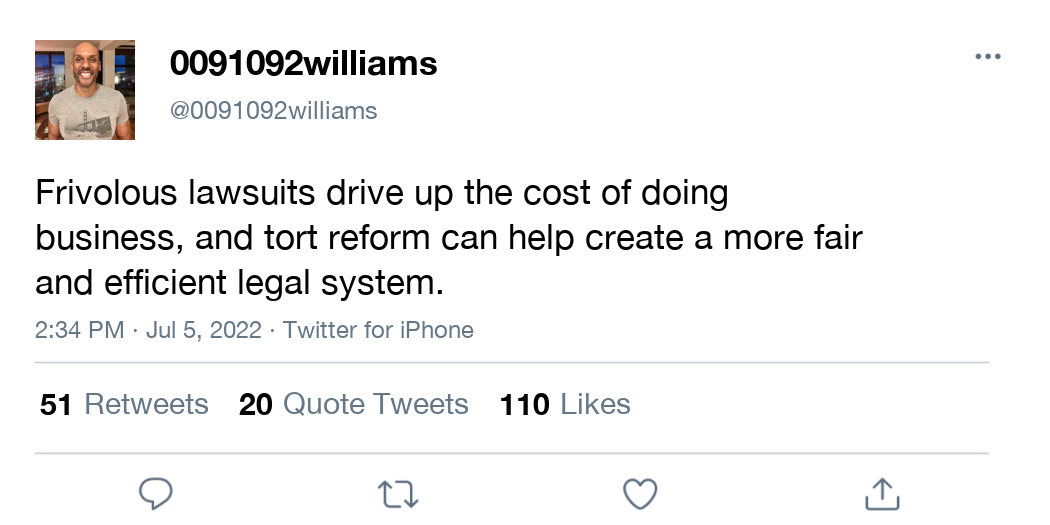 0091092williams
@0091092williams
Frivolous lawsuits drive up the cost of doing
business, and tort reform can help create a more fair
and efficient legal system.
2:34 PM · Jul 5, 2022 · Twitter for iPhone
51 Retweets 20 Quote Tweets 110 Likes